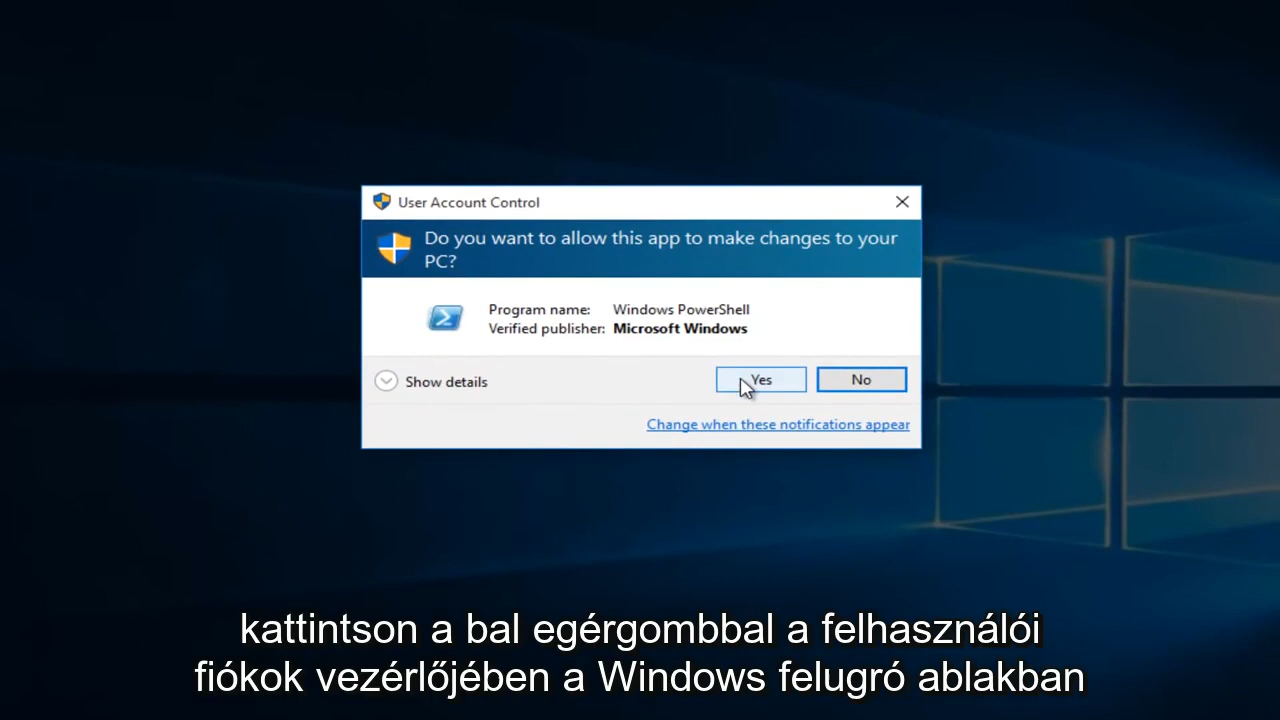 User Account Control
Do you want to allow this app to make changes to your
PC?
Program name: Windows PowerShell
Verified publisher: Microsoft Windows
Show details
Yes
No
Change when these notifications appear
kattintson a bal egérgombbal a felhasználói
fiókok vezérlőjében a Windows felugró ablakban